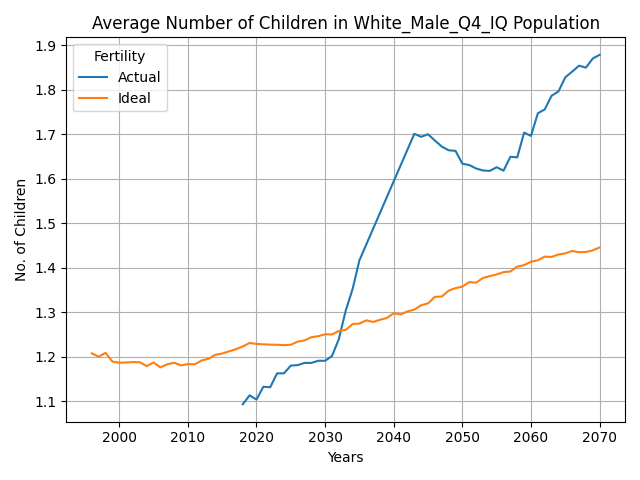 Average Number of Children in White_Male_Q4_IQ Population
Fertility
Actual
Ideal
No. of Children
1.9
1.8
1.7
1.6
1.5
1.4
1.3
1.2
1.1
2000 2010 2020 2030 2040 2050 2060 2070
Years